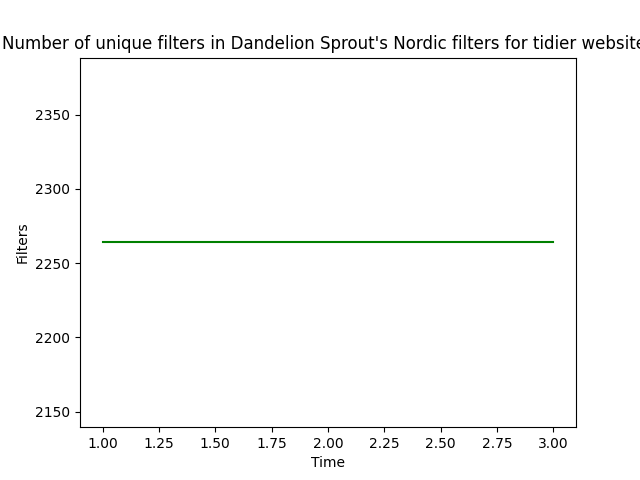 Number of unique filters in Dandelion Sprout's Nordic filters for tidier website
2350
2300
2250
2200
2150
Filters
1.00 1.25 1.50 1.75 2.00 2.25 2.50 2.75 3.00
Time